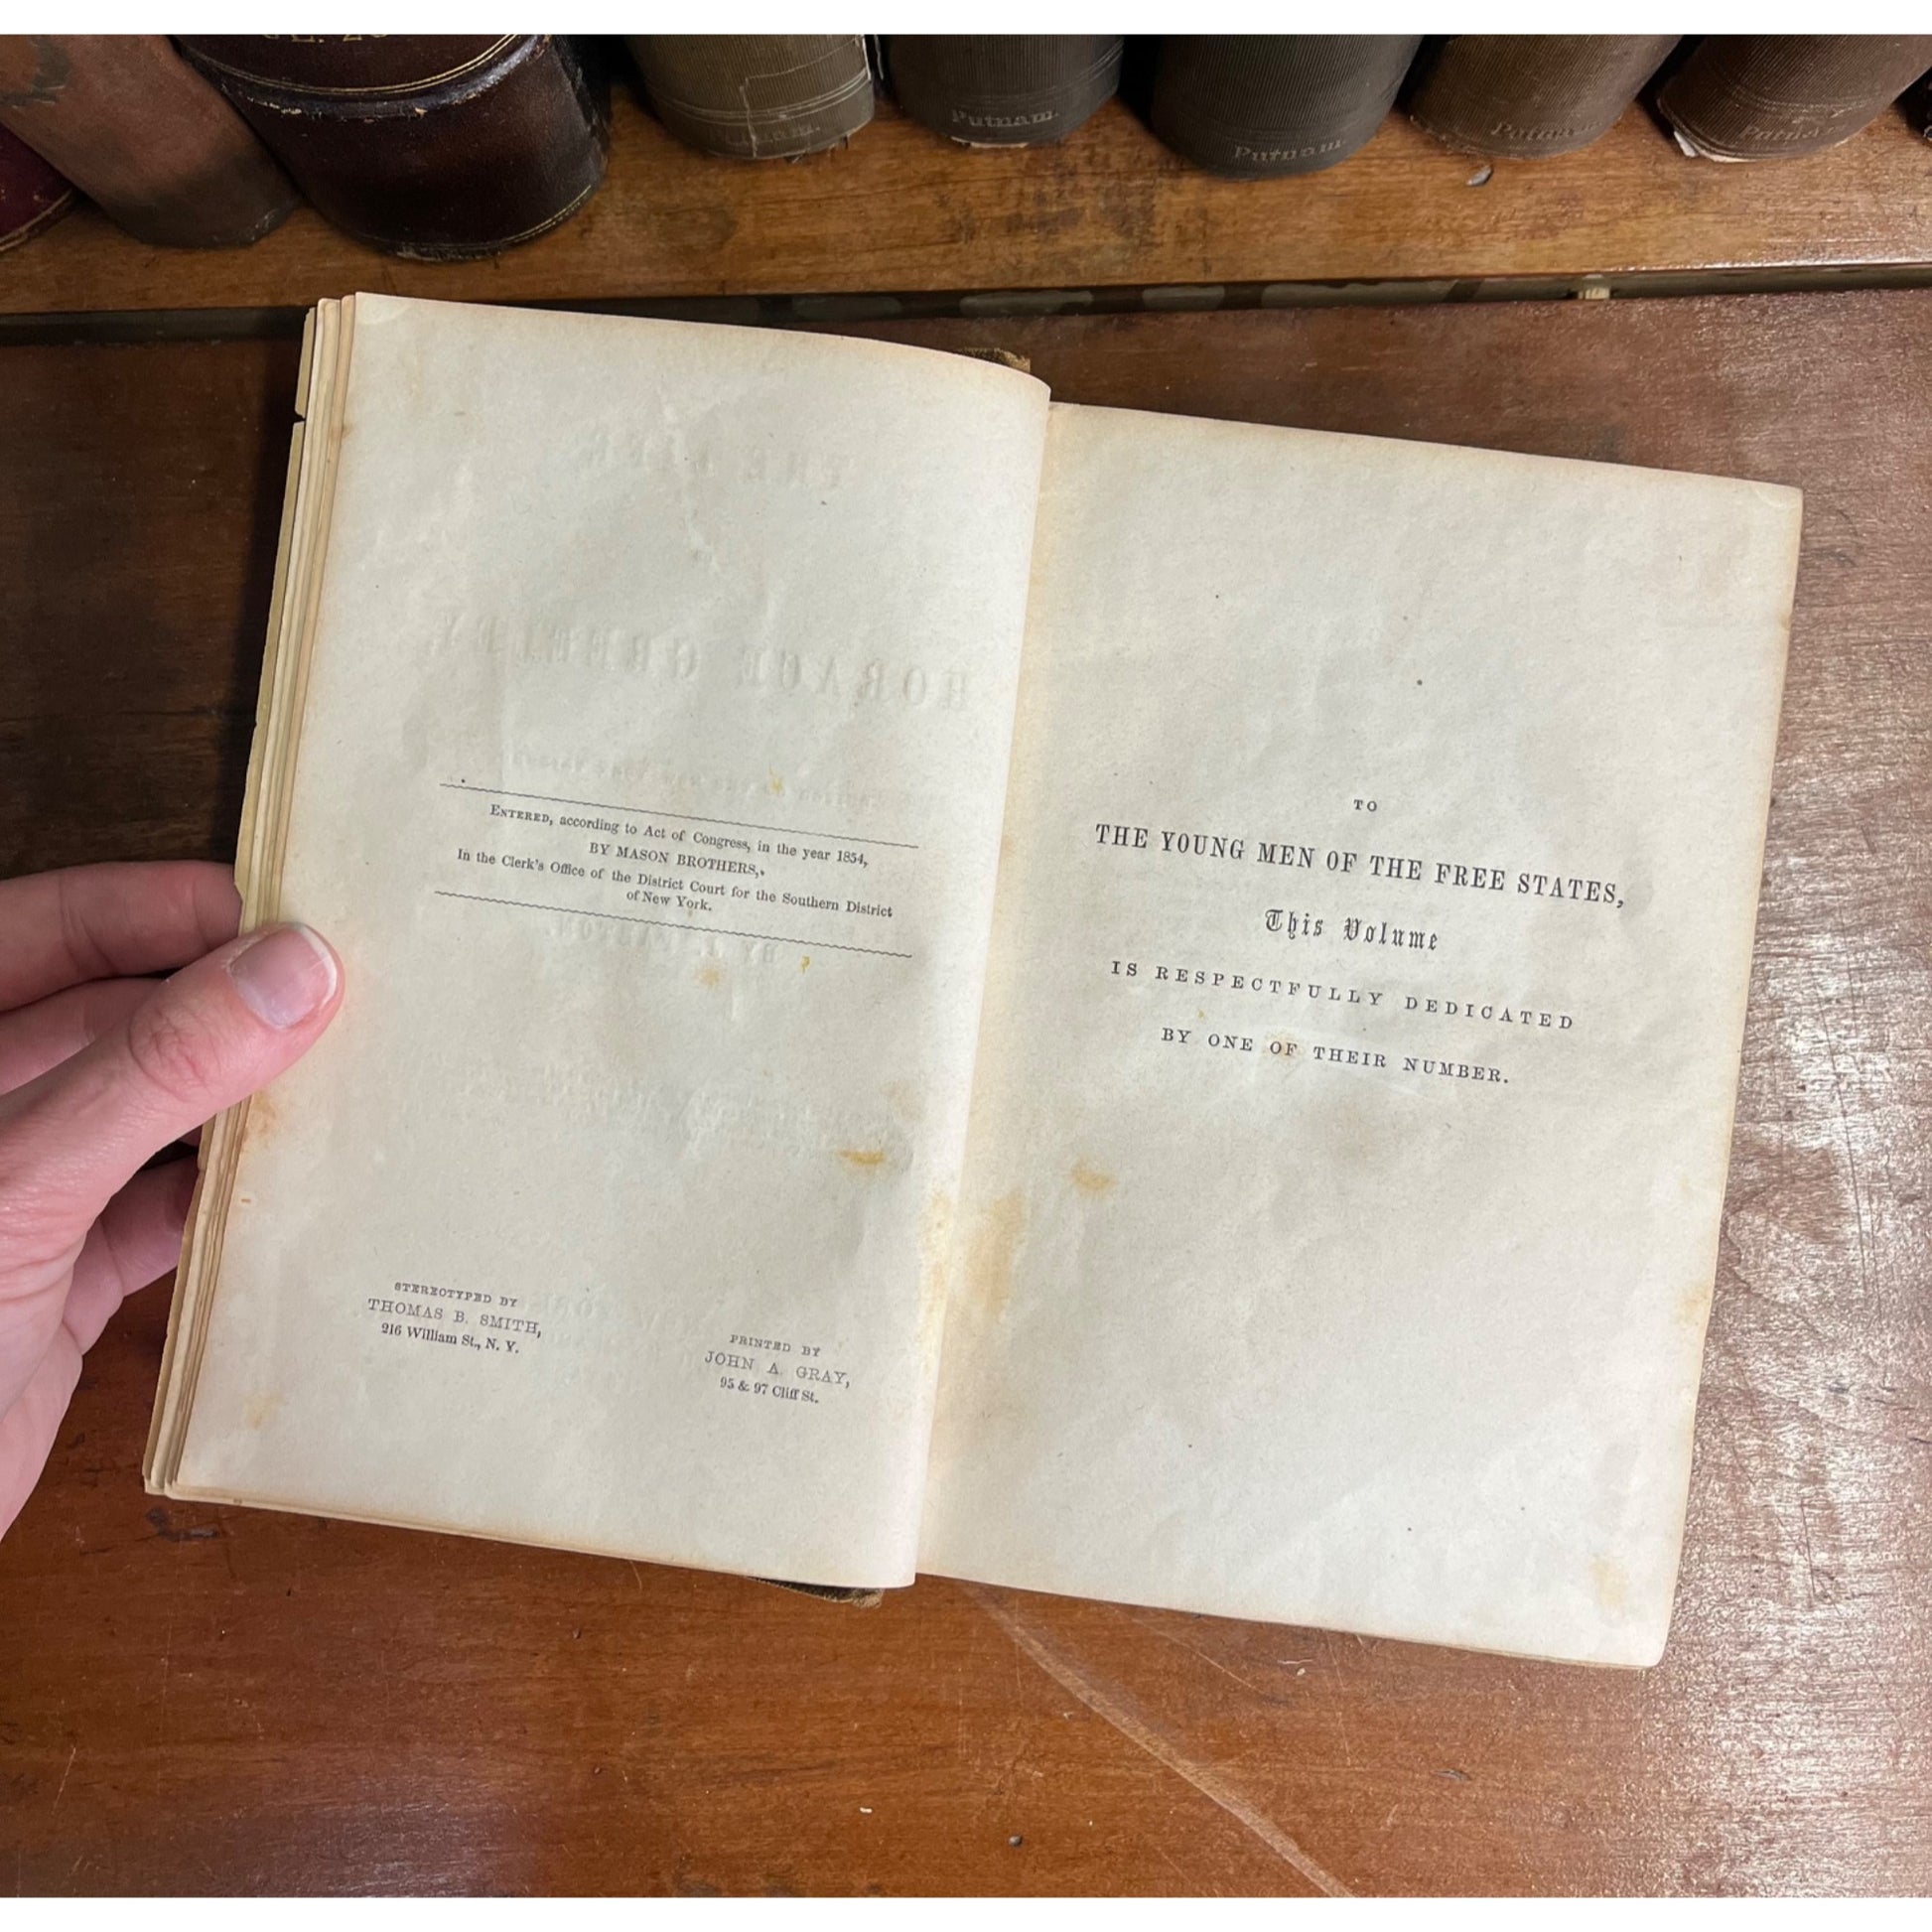 Putnam.
Putnam.
Putnam.
Putnam.
Putnam.
ENTERED, according to Act of Congress, in the year 1854,
BY MASON BROTHERS,
In the Clerk's Office of the District Court for the Southern District
of New York.
STEREOTYPED BY
THOMAS B. SMITH,
216 William St., N. Y.
PRINTED BY
JOHN A. GRAY,
95 & 97 Cliff St.
TO
THE YOUNG MEN OF THE FREE STATES,
This Volume
IS RESPECTFULLY DEDICATED
BY ONE OF THEIR NUMBER.